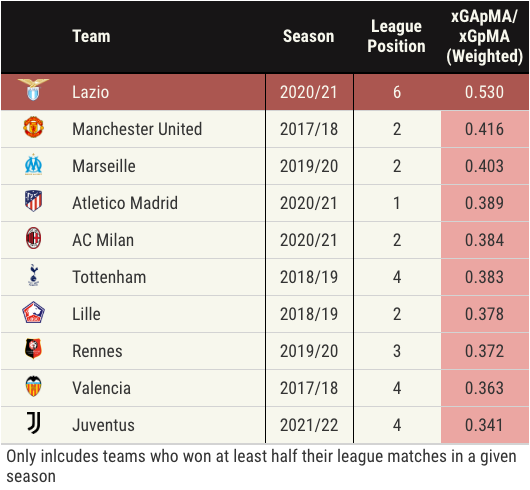 Team Season League Position xGApMA/ xGpMA (Weighted)
Lazio 2020/21 6 0.530
Manchester United 2017/18 2 0.416
Marseille 2019/20 2 0.403
Atletico Madrid 2020/21 1 0.389
AC Milan 2020/21 2 0.384
Tottenham 2018/19 4 0.383
Lille 2018/19 2 0.378
Rennes 2019/20 3 0.372
Valencia 2017/18 4 0.363
Juventus 2021/22 4 0.341
Only inlcudes teams who won at least half their league matches in a given
season